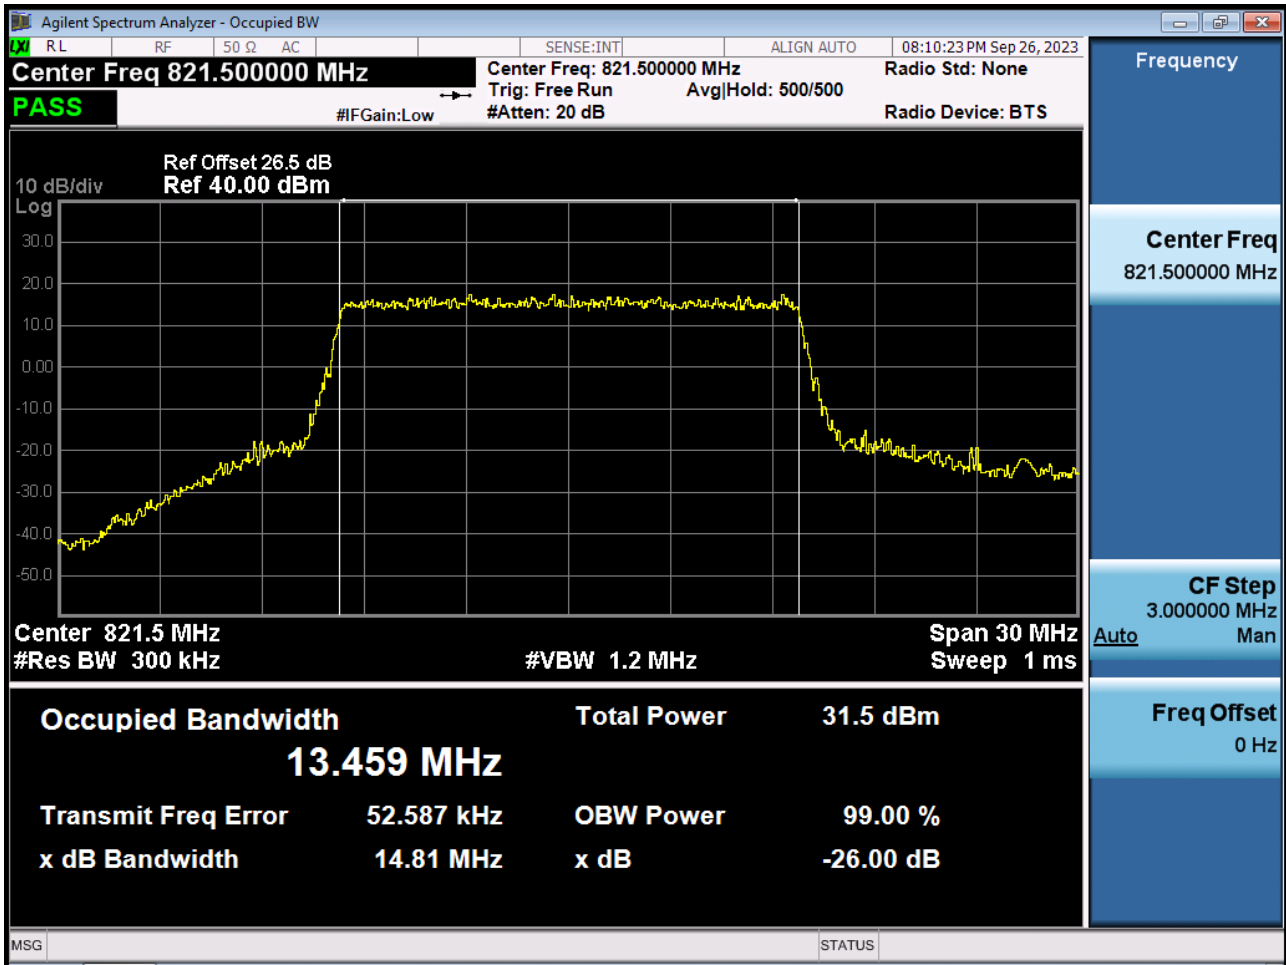 Agilent Spectrum Analyzer - Occupied BW
LXI RL RF 50 Ω AC SENSE:INT ALIGN AUTO 08:10:23 PM Sep 26, 2023
Center Freq 821.500000 MHz
Center Freq: 821.500000 MHz
Radio Std: None
Trig: Free Run Avg|Hold: 500/500
PASS
#IFGain:Low
#Atten: 20 dB
Radio Device: BTS
Ref Offset 26.5 dB
10 dB/div Ref 40.00 dBm
Log
30.0
20.0
10.0
0.00
-10.0
-20.0
-30.0
-40.0
-50.0
Center 821.5 MHz Span 30 MHz
#Res BW 300 kHz #VBW 1.2 MHz Sweep 1 ms
Occupied Bandwidth Total Power 31.5 dBm
13.459 MHz
Transmit Freq Error 52.587 kHz OBW Power 99.00 %
x dB Bandwidth 14.81 MHz x dB -26.00 dB
MSG STATUS
Frequency
Center Freq
821.500000 MHz
CF Step
3.000000 MHz
Auto Man
Freq Offset
0 Hz